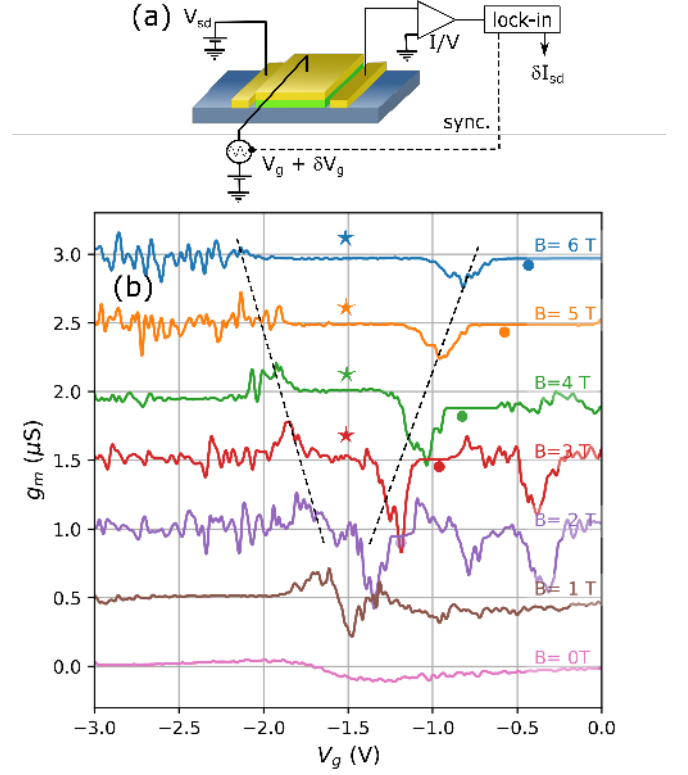 (a)
V_sd
I/V
lock-in
δI_sd
sync.
V_g + δV_g
(b)
B= 6 T
B= 5 T
B=4 T
B=3 T
B= 2 T
B= 1 T
B= 0T
3.0
2.5
2.0
1.5
1.0
0.5
0.0
g_m (μS)
−3.0 −2.5 −2.0 −1.5 −1.0 −0.5 0.0
V_g (V)